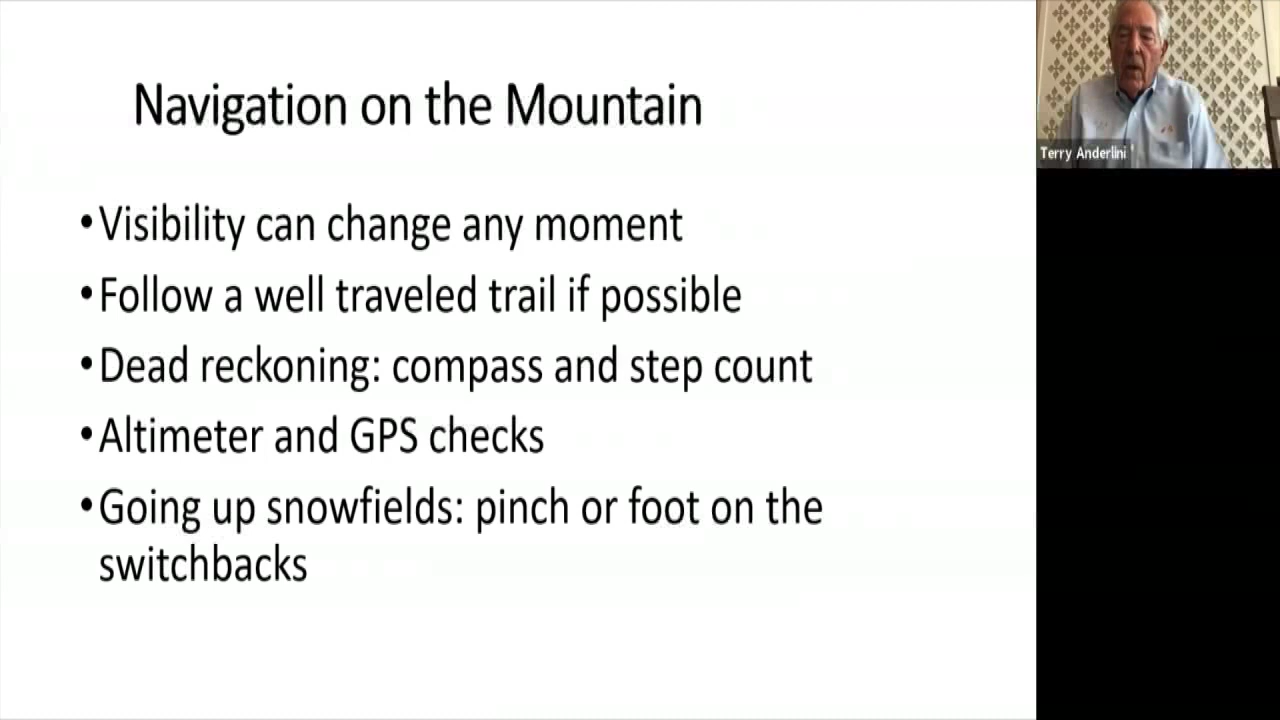 Navigation on the Mountain
•Visibility can change any moment
•Follow a well traveled trail if possible
•Dead reckoning: compass and step count
•Altimeter and GPS checks
•Going up snowfields: pinch or foot on the
switchbacks
Terry Anderlini